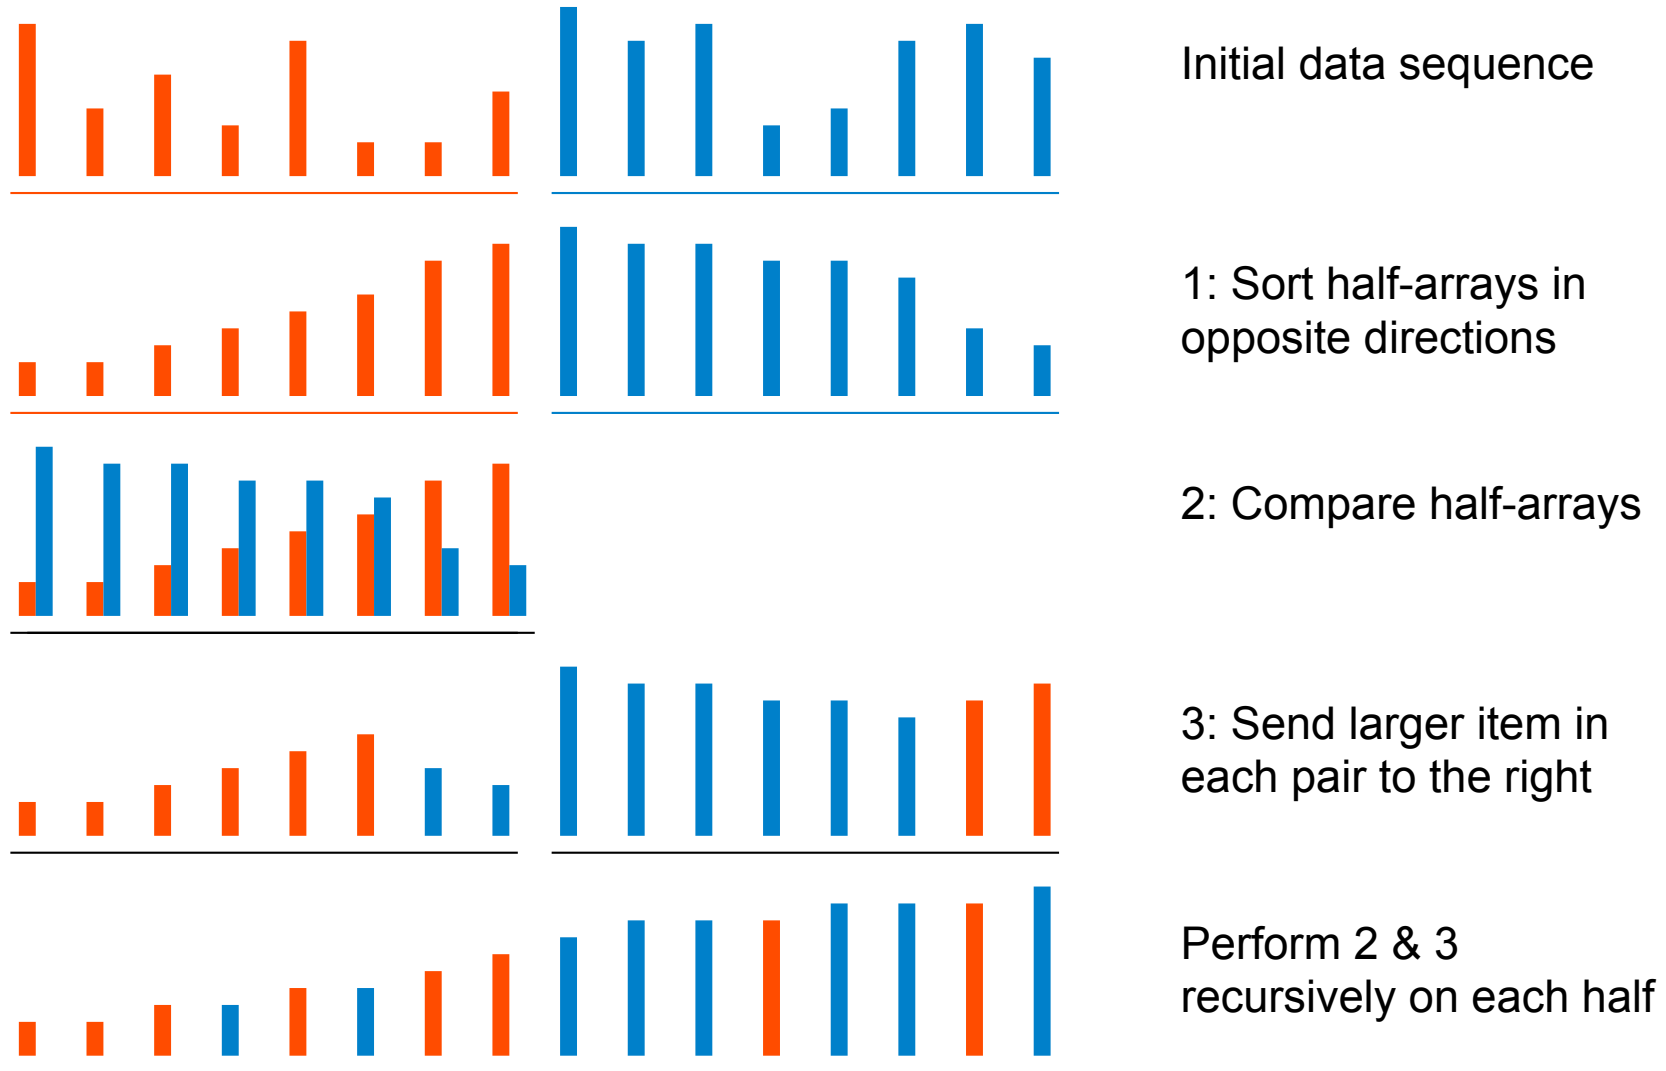 Initial data sequence
1: Sort half-arrays in
opposite directions
2: Compare half-arrays
3: Send larger item in
each pair to the right
Perform 2 & 3
recursively on each half